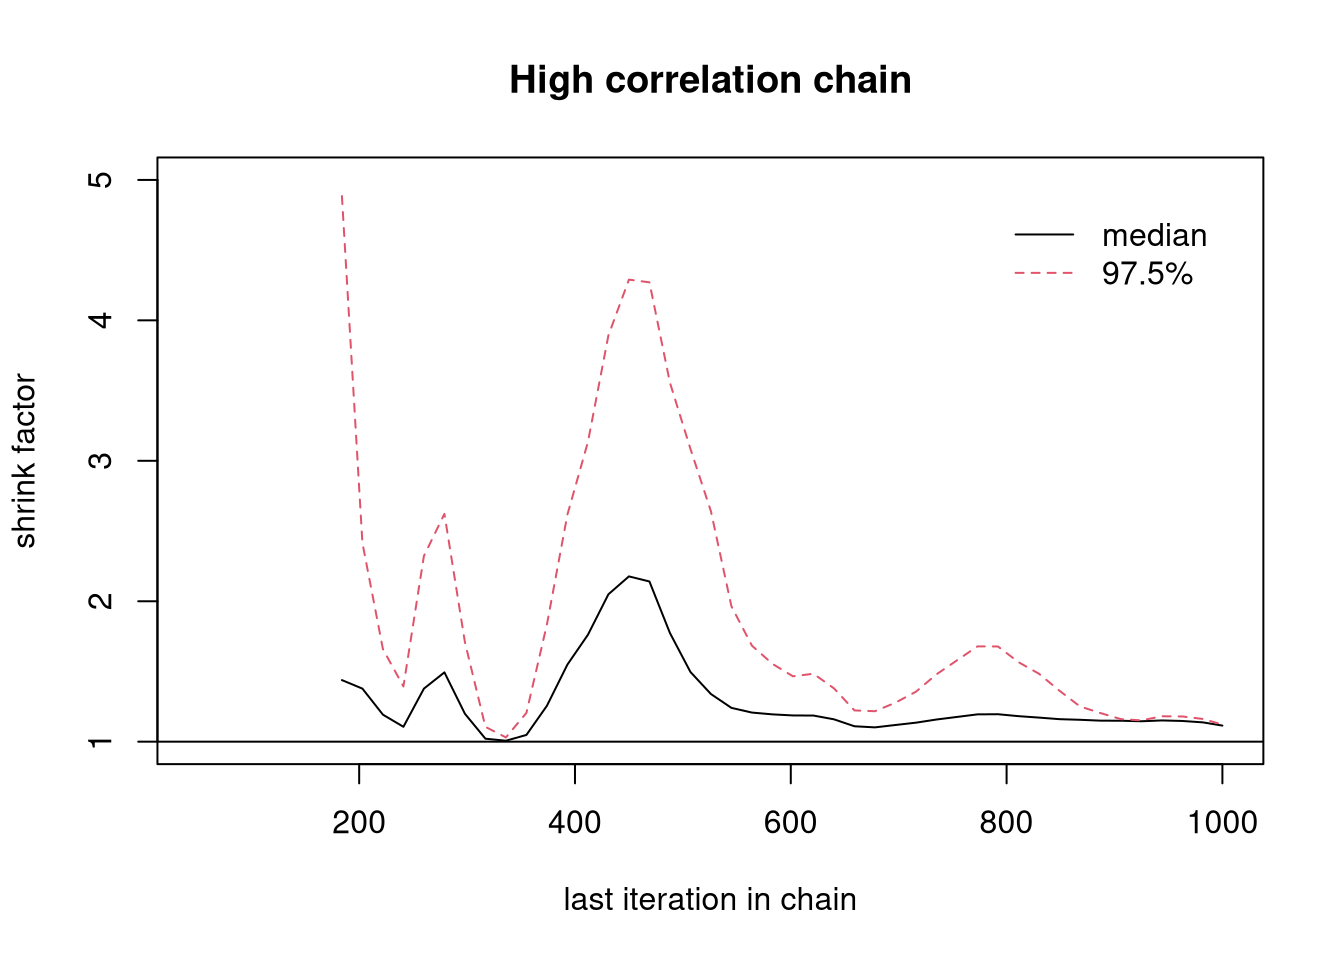 High correlation chain
median
97.5%
shrink factor
5
4
3
2
1
200 400 600 800 1000
last iteration in chain